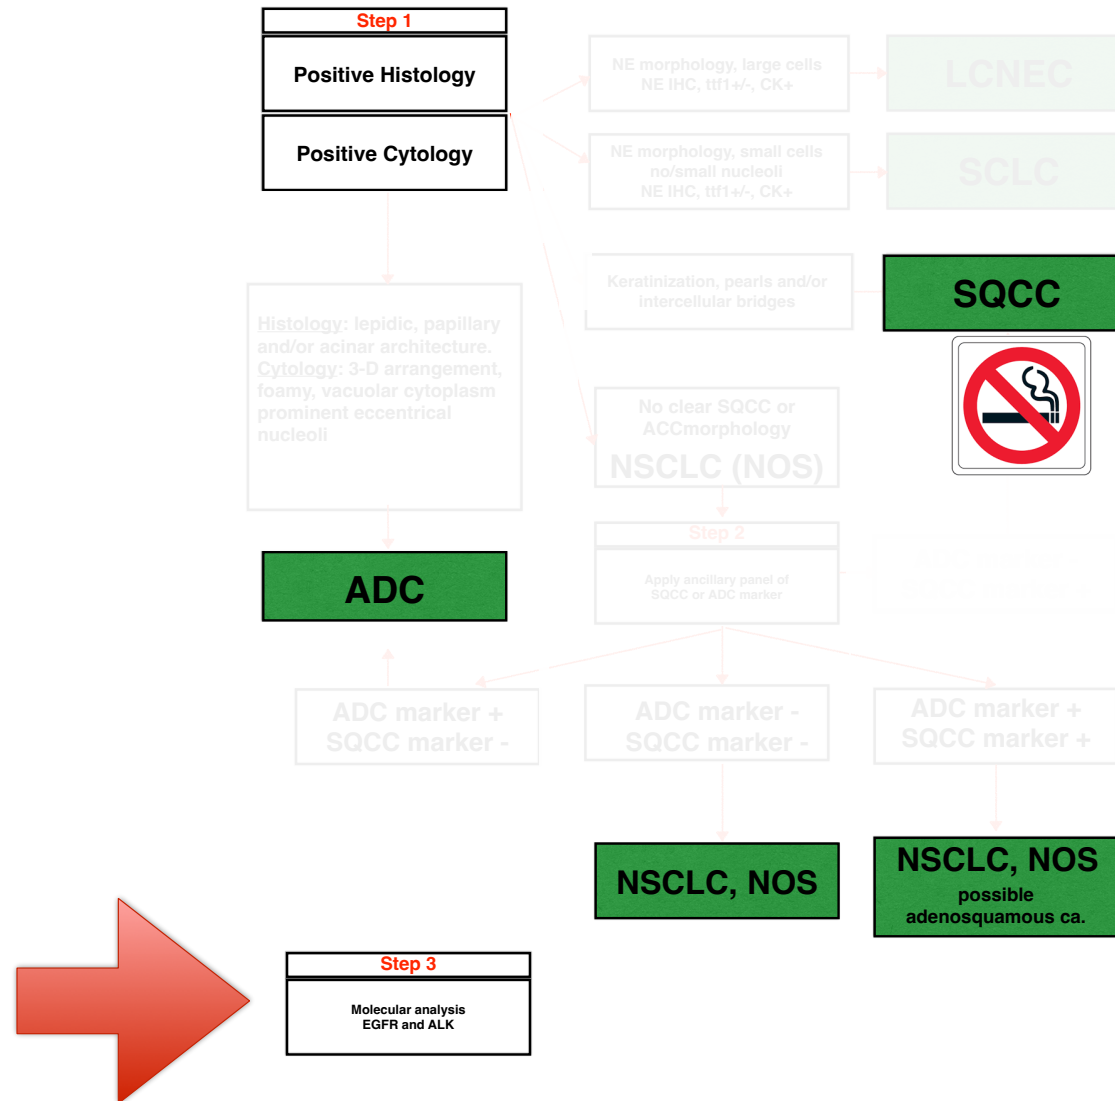 Step 1
Positive Histology
Positive Cytology
NE morphology, large cells
NE IHC, ttf1+/-, CK+
LCNEC
NE morphology, small cells
no/small nucleoli
NE IHC, ttf1+/-, CK+
SCLC
Keratinization, pearls and/or
intercellular bridges
SQCC
Histology: lepidic, papillary
and/or acinar architecture.
Cytology: 3-D arrangement,
foamy, vacuolar cytoplasm
prominent eccentrical
nucleoli
No clear SQCC or
ACCmorphology
NSCLC (NOS)
Step 2
Apply ancillary panel of
SQCC or ADC marker
ADC
ADC marker +
SQCC marker -
ADC marker -
SQCC marker -
ADC marker +
SQCC marker +
NSCLC, NOS
NSCLC, NOS
possible
adenosquamous ca.
Step 3
Molecular analysis
EGFR and ALK